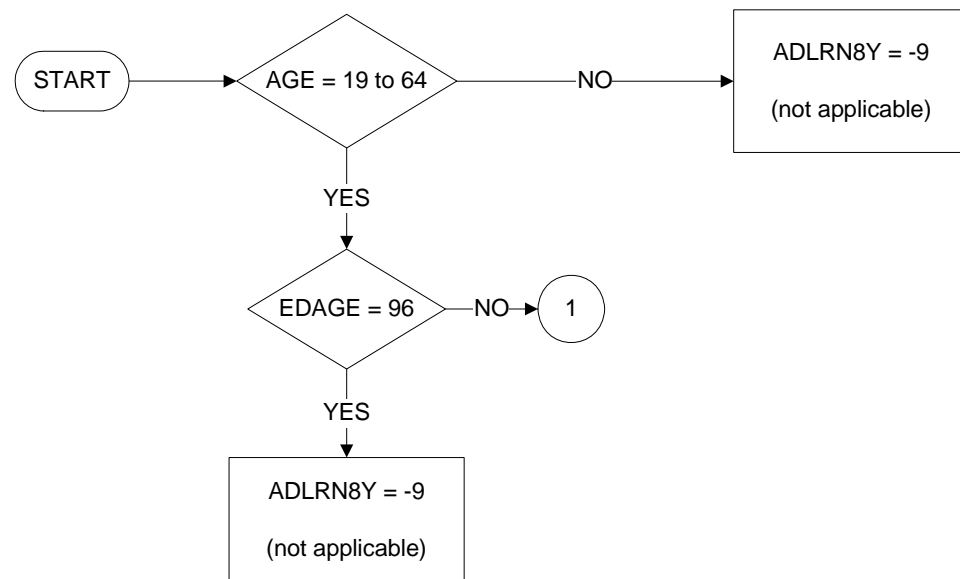 START
AGE = 19 to 64
NO
ADLRN8Y = -9
(not applicable)
YES
EDAGE = 96
NO
1
YES
ADLRN8Y = -9
(not applicable)